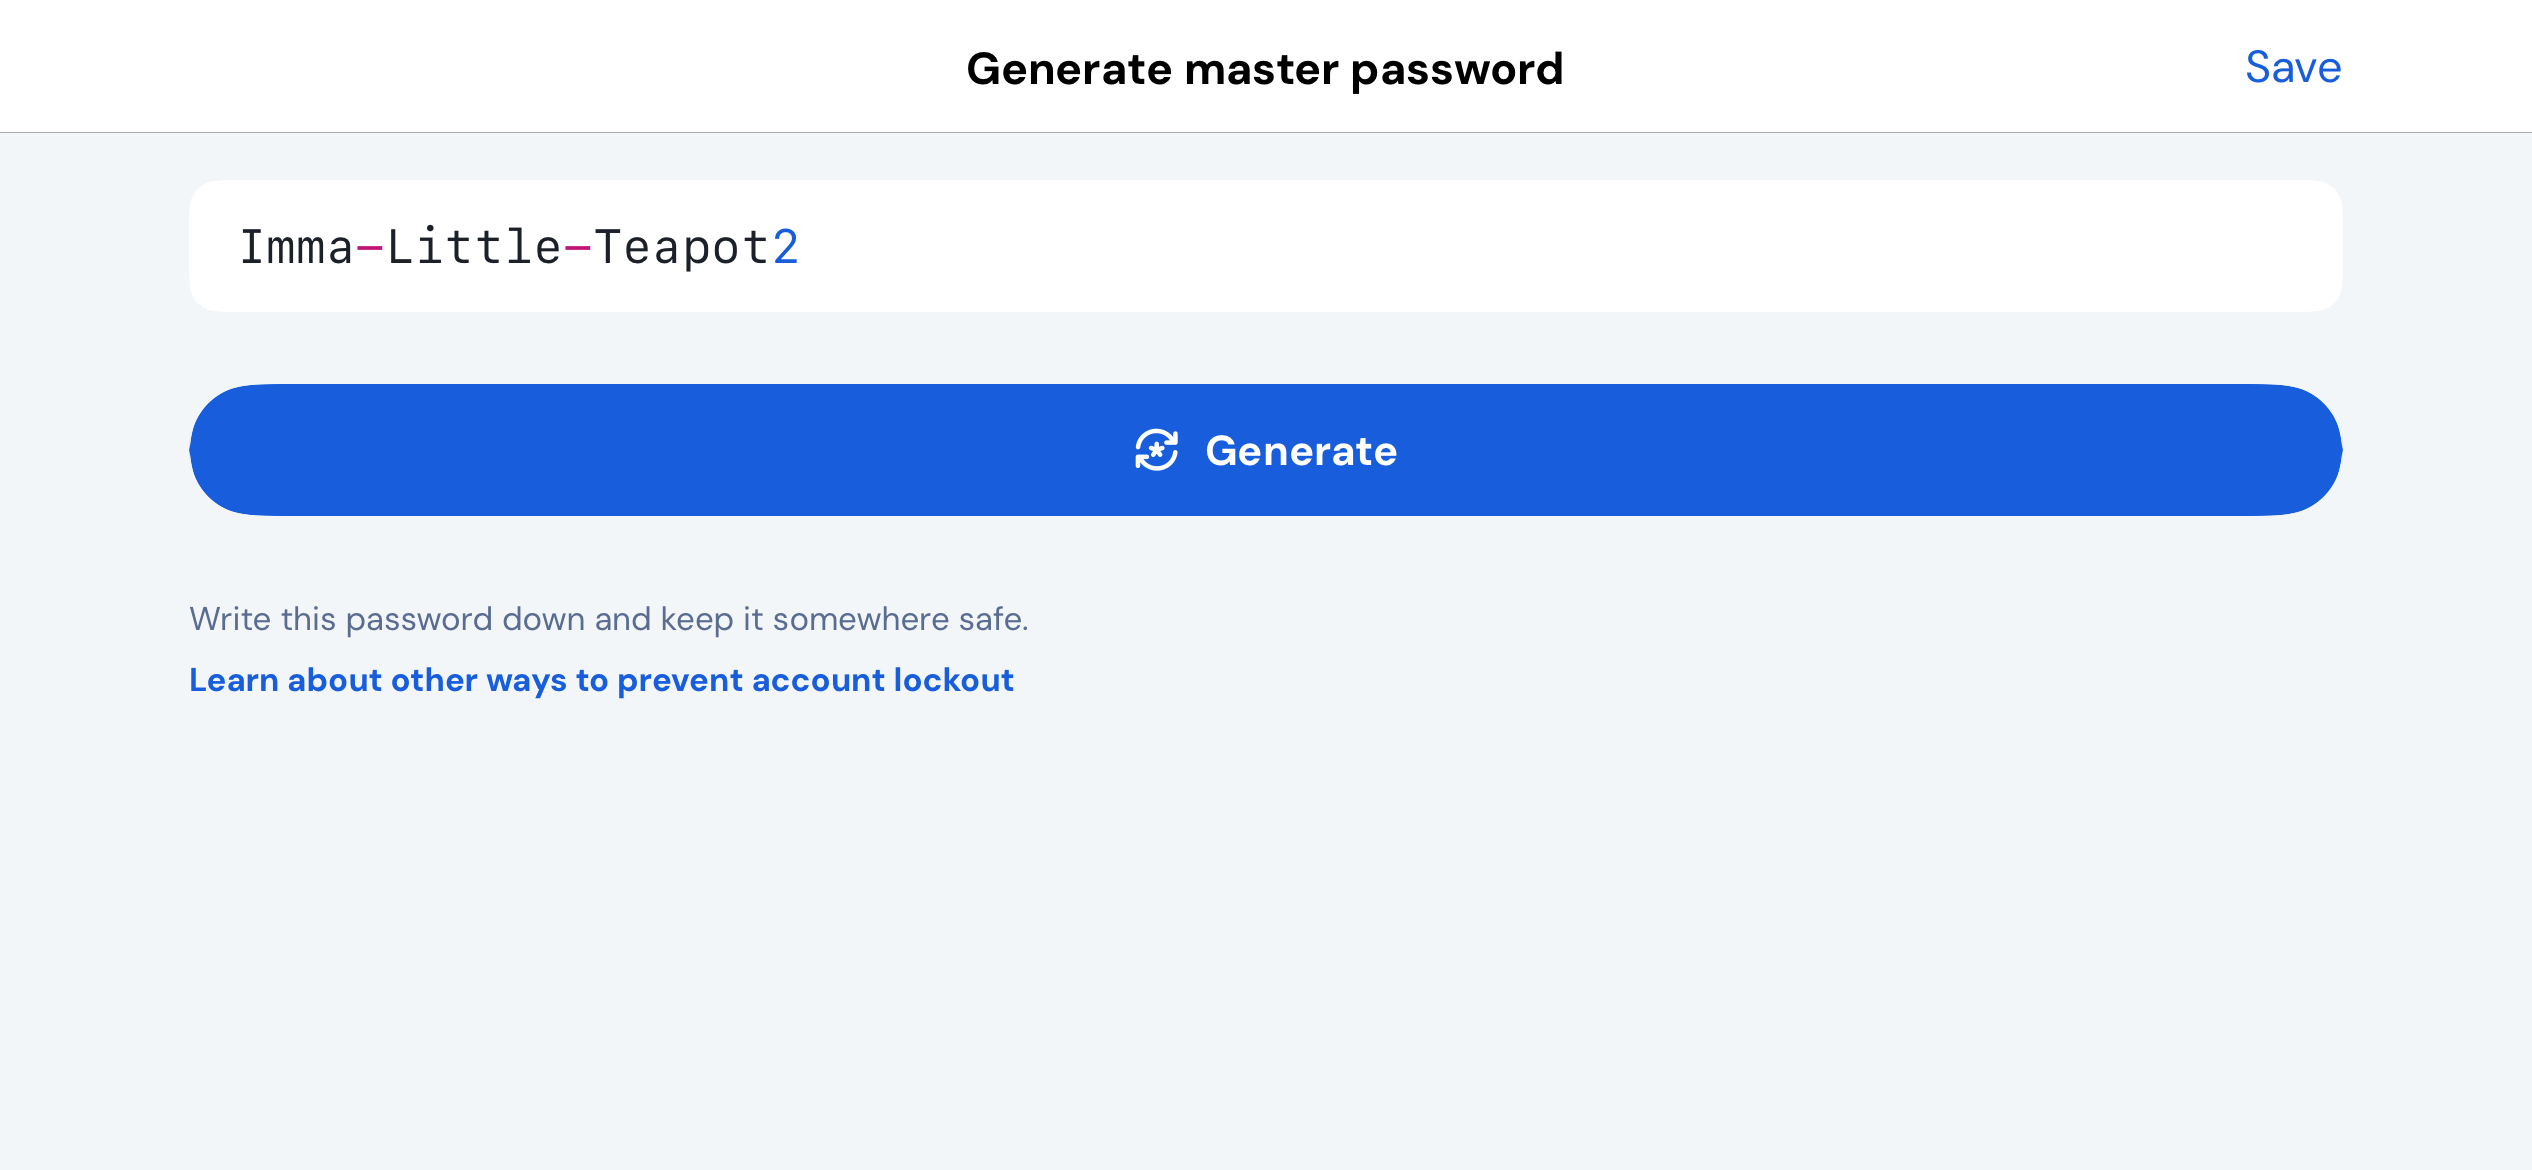 Generate master password
Save
Imma-Little-Teapot2
Generate
Write this password down and keep it somewhere safe.
Learn about other ways to prevent account lockout